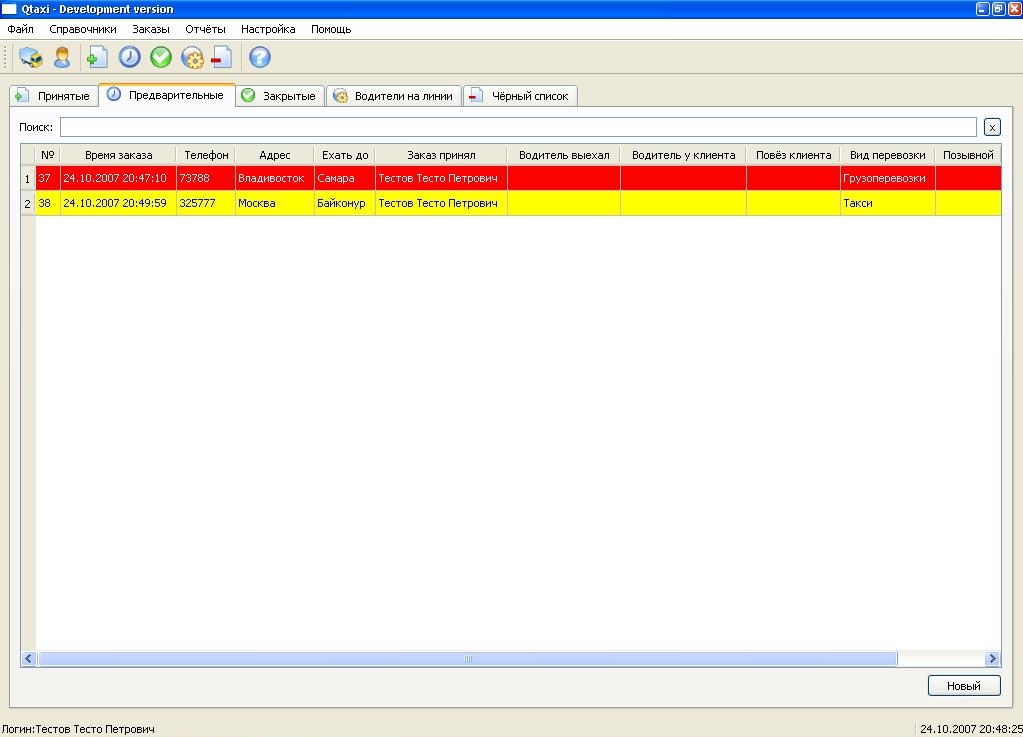 Qtaxi - Development version
Файл Справочники Заказы Отчёты Настройка Помощь
Принятые Предварительные Закрытые Водители на линии Чёрный список
Поиск: x
№ Время заказа Телефон Адрес Ехать до Заказ принял Водитель выехал Водитель у клиента Повёз клиента Вид перевозки Позывной
1 37 24.10.2007 20:47:10 73788 Владивосток Самара Тестов Тесто Петрович Грузоперевозки
2 38 24.10.2007 20:49:59 325777 Москва Байконур Тестов Тесто Петрович Такси
Новый
Логин:Тестов Тесто Петрович 24.10.2007 20:48:25